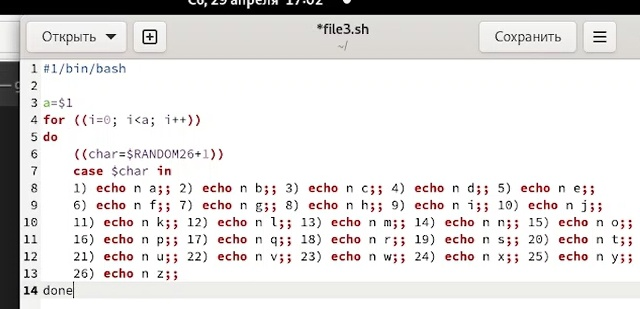 Сб, 29 апреля 17:02
Открыть
*file3.sh
~/
Сохранить
1 #1/bin/bash
2
3 a=$1
4 for ((i=0; i<a; i++))
5 do
6 ((char=$RANDOM26+1))
7 case $char in
8 1) echo n a;; 2) echo n b;; 3) echo n c;; 4) echo n d;; 5) echo n e;;
9 6) echo n f;; 7) echo n g;; 8) echo n h;; 9) echo n i;; 10) echo n j;;
10 11) echo n k;; 12) echo n l;; 13) echo n m;; 14) echo n n;; 15) echo n o;;
11 16) echo n p;; 17) echo n q;; 18) echo n r;; 19) echo n s;; 20) echo n t;;
12 21) echo n u;; 22) echo n v;; 23) echo n w;; 24) echo n x;; 25) echo n y;;
13 26) echo n z;;
14 done